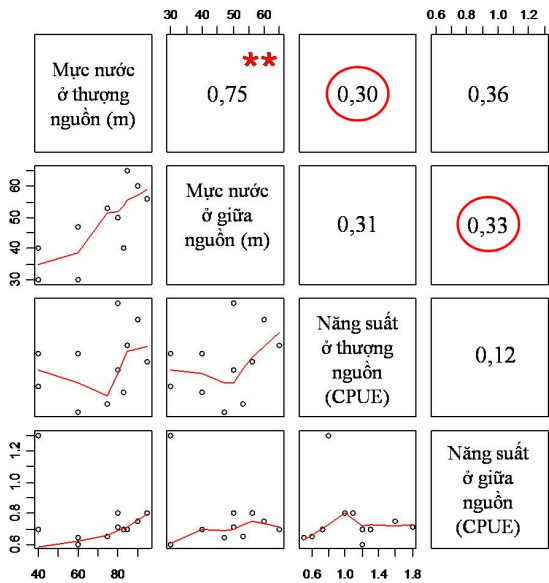 30 40 50 60
0.6 0.8 1.0 1.2
Mực nước
ở thượng
nguồn (m)
0,75
**
0,30
0,36
30 40 50 60
Mực nước
ở giữa
nguồn (m)
0,31
0,33
Năng suất
ở thượng
nguồn
(CPUE)
0,12
0.6 0.8 1.0 1.2
Năng suất
ở giữa
nguồn
(CPUE)
40 60 80
0.6 1.0 1.4 1.8